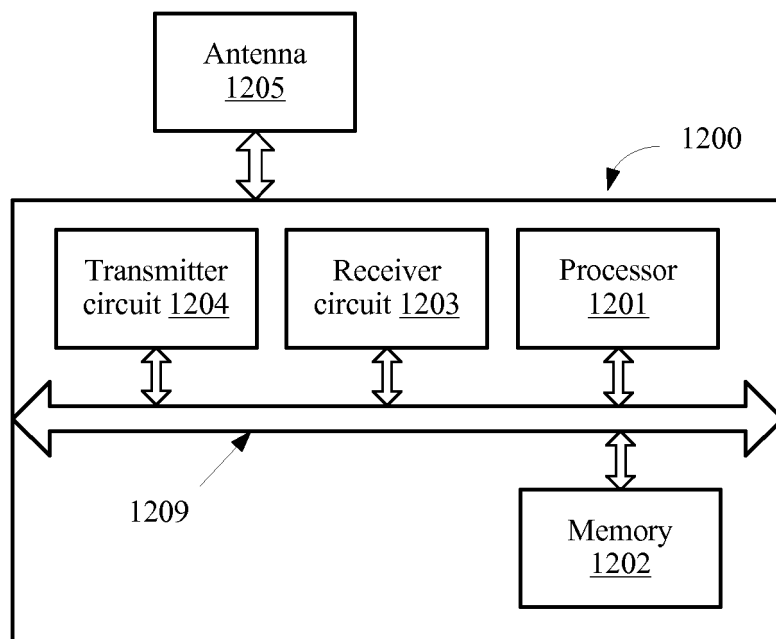 Antenna
1205
1200
Transmitter
circuit 1204
Receiver
circuit 1203
Processor
1201
1209
Memory
1202